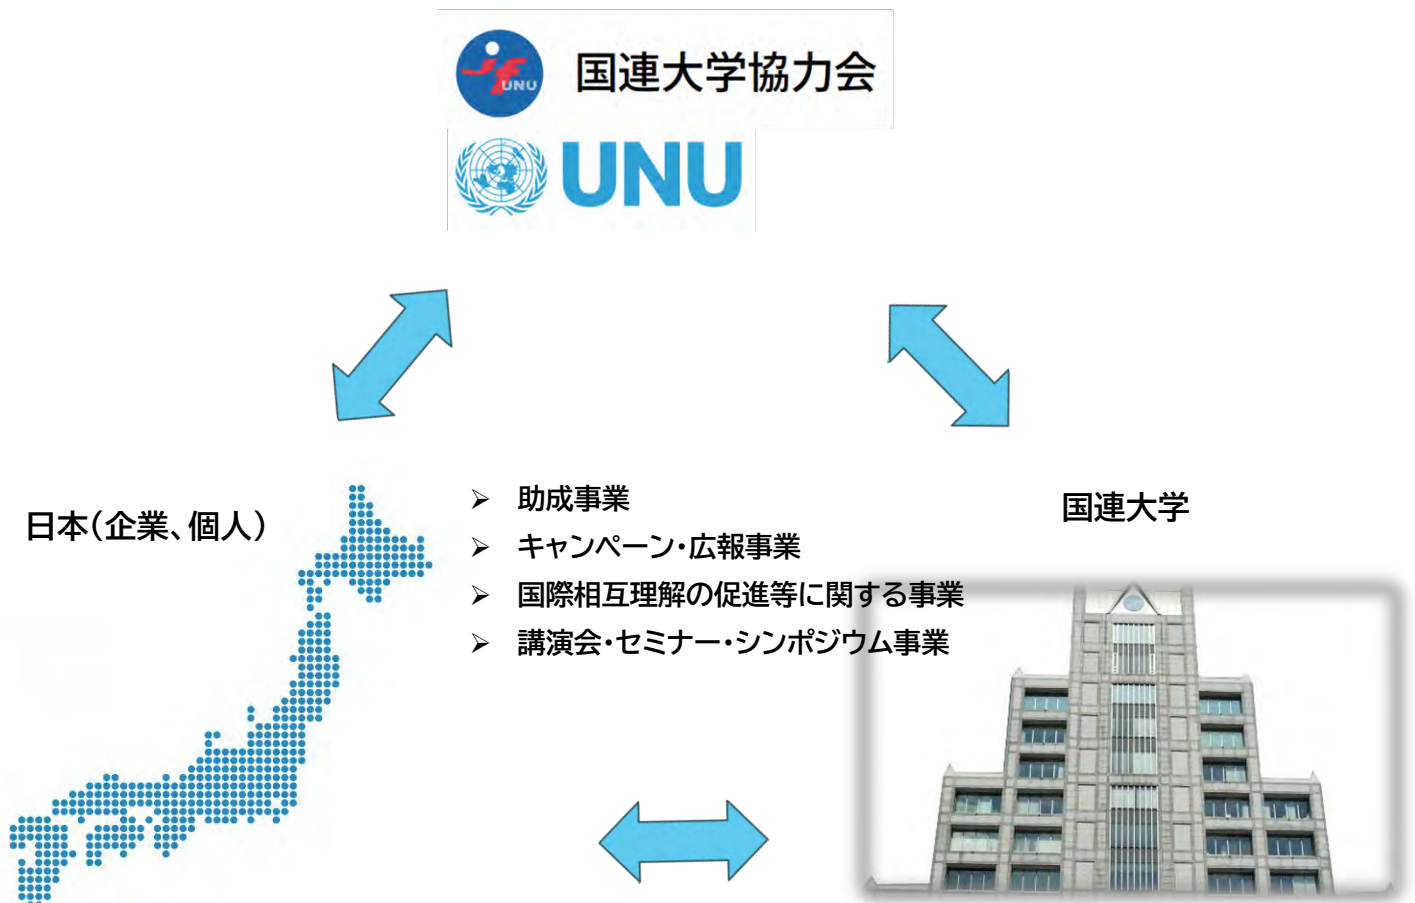 jf
UNU
国連大学協力会
UNU
日本(企業、個人)
➢ 助成事業
➢ キャンペーン・広報事業
➢ 国際相互理解の促進等に関する事業
➢ 講演会・セミナー・シンポジウム事業
国連大学